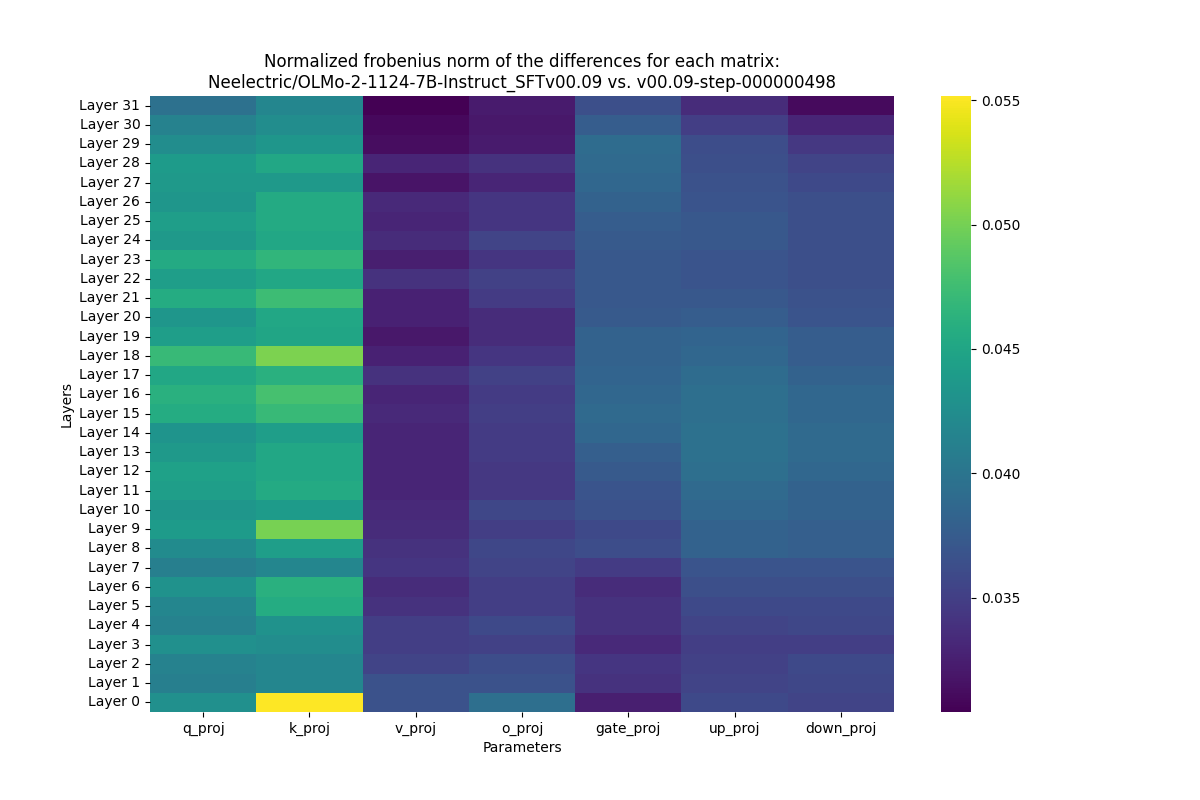 Normalized frobenius norm of the differences for each matrix:
Neelectric/OLMo-2-1124-7B-Instruct_SFTv00.09 vs. v00.09-step-000000498
Layers
Layer 31
Layer 30
Layer 29
Layer 28
Layer 27
Layer 26
Layer 25
Layer 24
Layer 23
Layer 22
Layer 21
Layer 20
Layer 19
Layer 18
Layer 17
Layer 16
Layer 15
Layer 14
Layer 13
Layer 12
Layer 11
Layer 10
Layer 9
Layer 8
Layer 7
Layer 6
Layer 5
Layer 4
Layer 3
Layer 2
Layer 1
Layer 0
q_proj k_proj v_proj o_proj gate_proj up_proj down_proj
Parameters
0.055
0.050
0.045
0.040
0.035